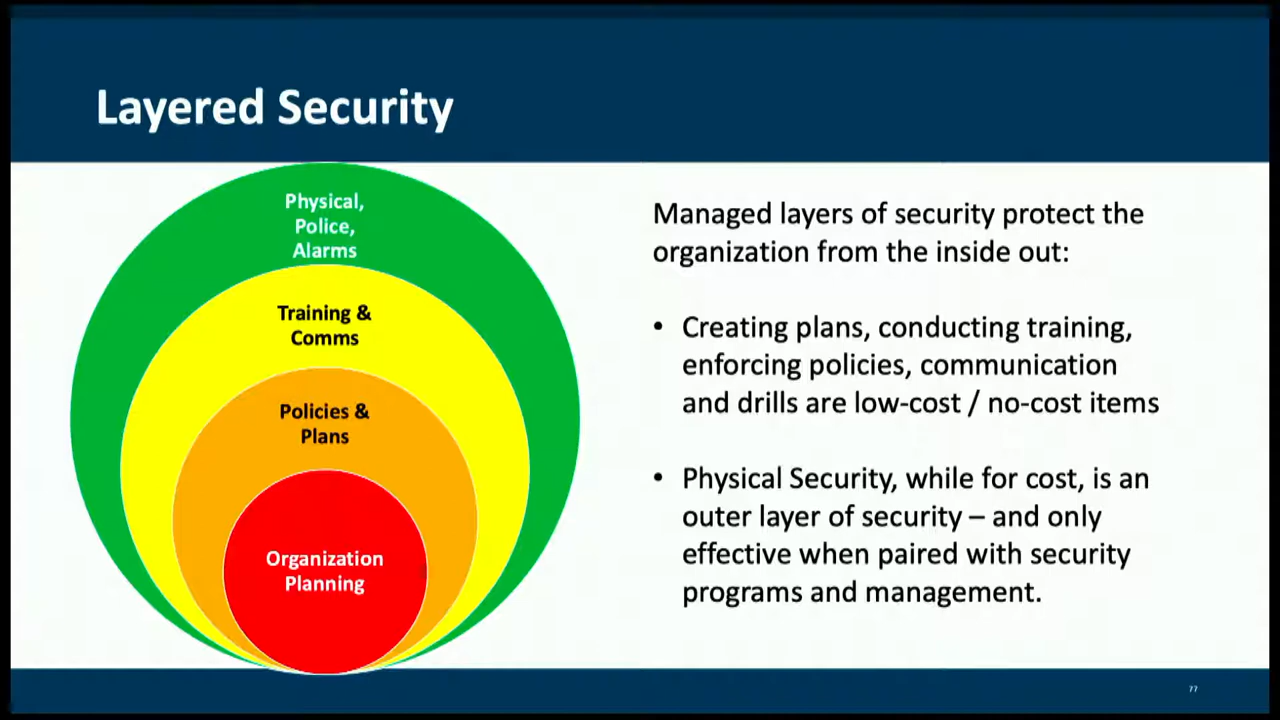 Layered Security
Physical,
Police,
Alarms
Training &
Comms
Policies &
Plans
Organization
Planning
Managed layers of security protect the
organization from the inside out:
• Creating plans, conducting training,
enforcing policies, communication
and drills are low-cost / no-cost items
• Physical Security, while for cost, is an
outer layer of security – and only
effective when paired with security
programs and management.
77